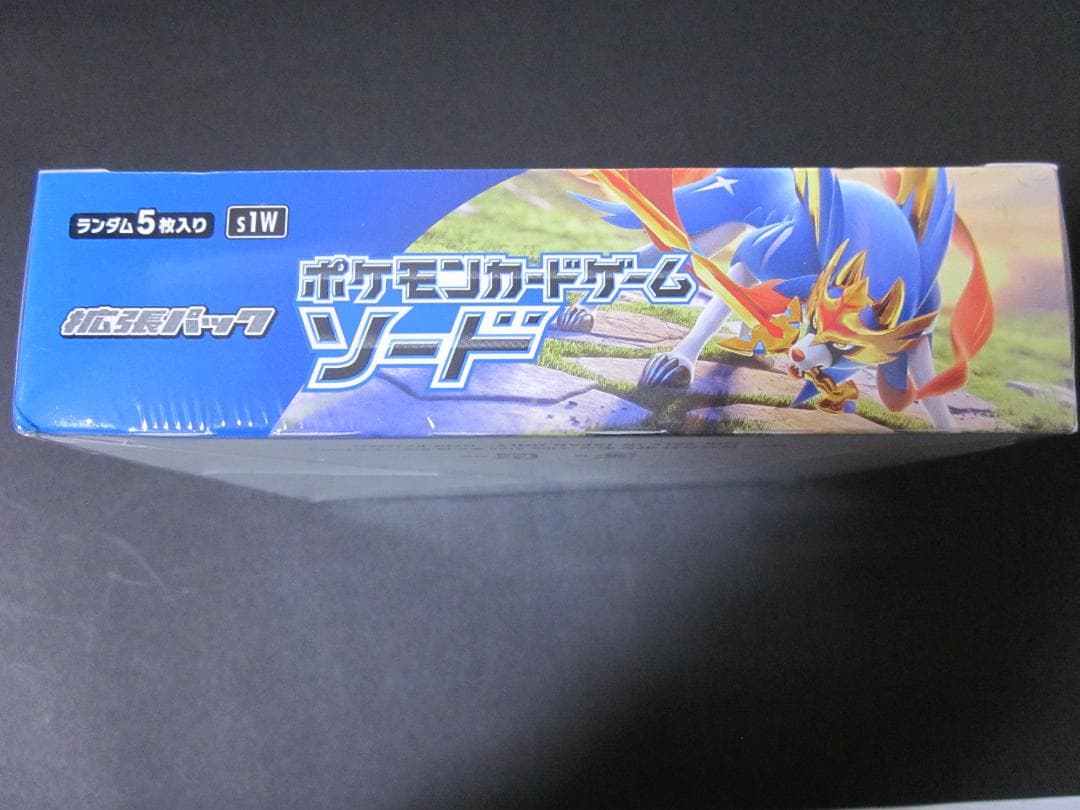 ランダム5枚入り s1W
拡張パック
ポケモンカードゲーム
ソード